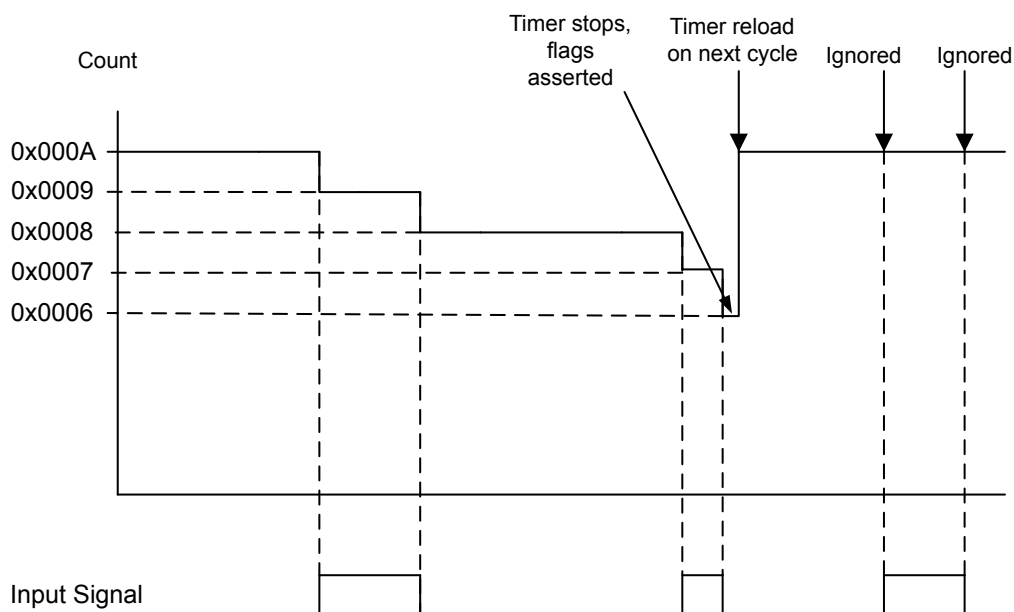 Timer stops,
flags
asserted
Timer reload
on next cycle
Ignored
Ignored
Count
0x000A
0x0009
0x0008
0x0007
0x0006
Input Signal